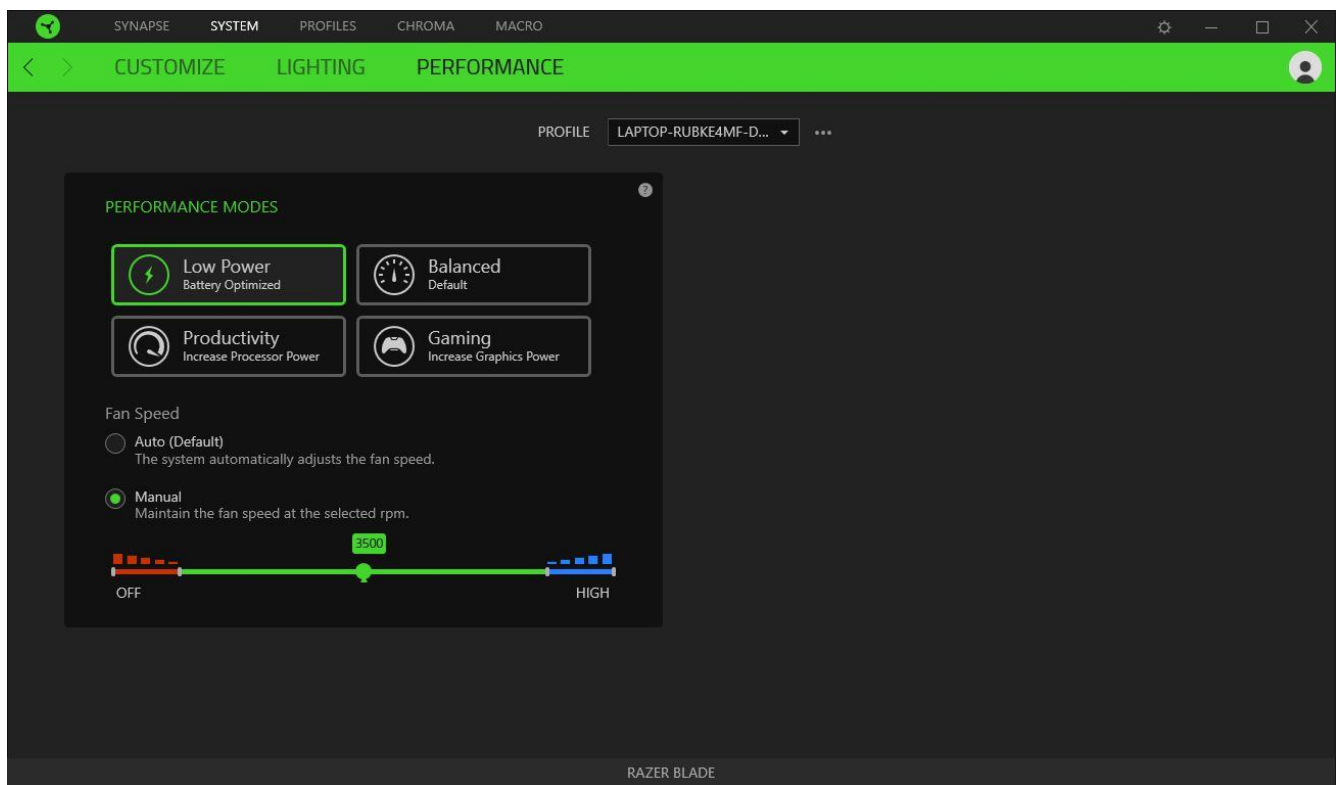 SYNAPSE SYSTEM PROFILES CHROMA MACRO
CUSTOMIZE LIGHTING PERFORMANCE
PROFILE LAPTOP-RUBKE4MF-D... ...
?
PERFORMANCE MODES
Low Power
Battery Optimized
Balanced
Default
Productivity
Increase Processor Power
Gaming
Increase Graphics Power
Fan Speed
Auto (Default)
The system automatically adjusts the fan speed.
Manual
Maintain the fan speed at the selected rpm.
3500
OFF HIGH
RAZER BLADE